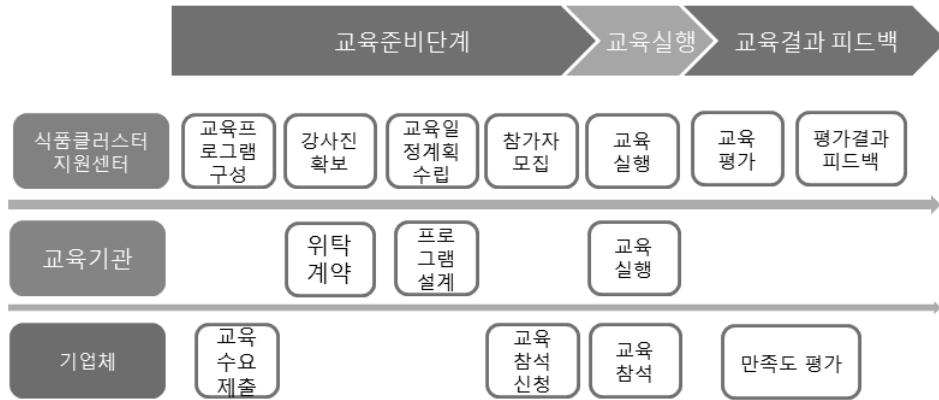 교육준비단계
교육실행
교육결과 피드백
식품클러스터
지원센터
교육프
로그램
구성
강사진
확보
교육일
정계획
수립
참가자
모집
교육
실행
교육
평가
평가결과
피드백
교육기관
위탁
계약
프로
그램
설계
교육
실행
기업체
교육
수요
제출
교육
참석
신청
교육
참석
만족도 평가